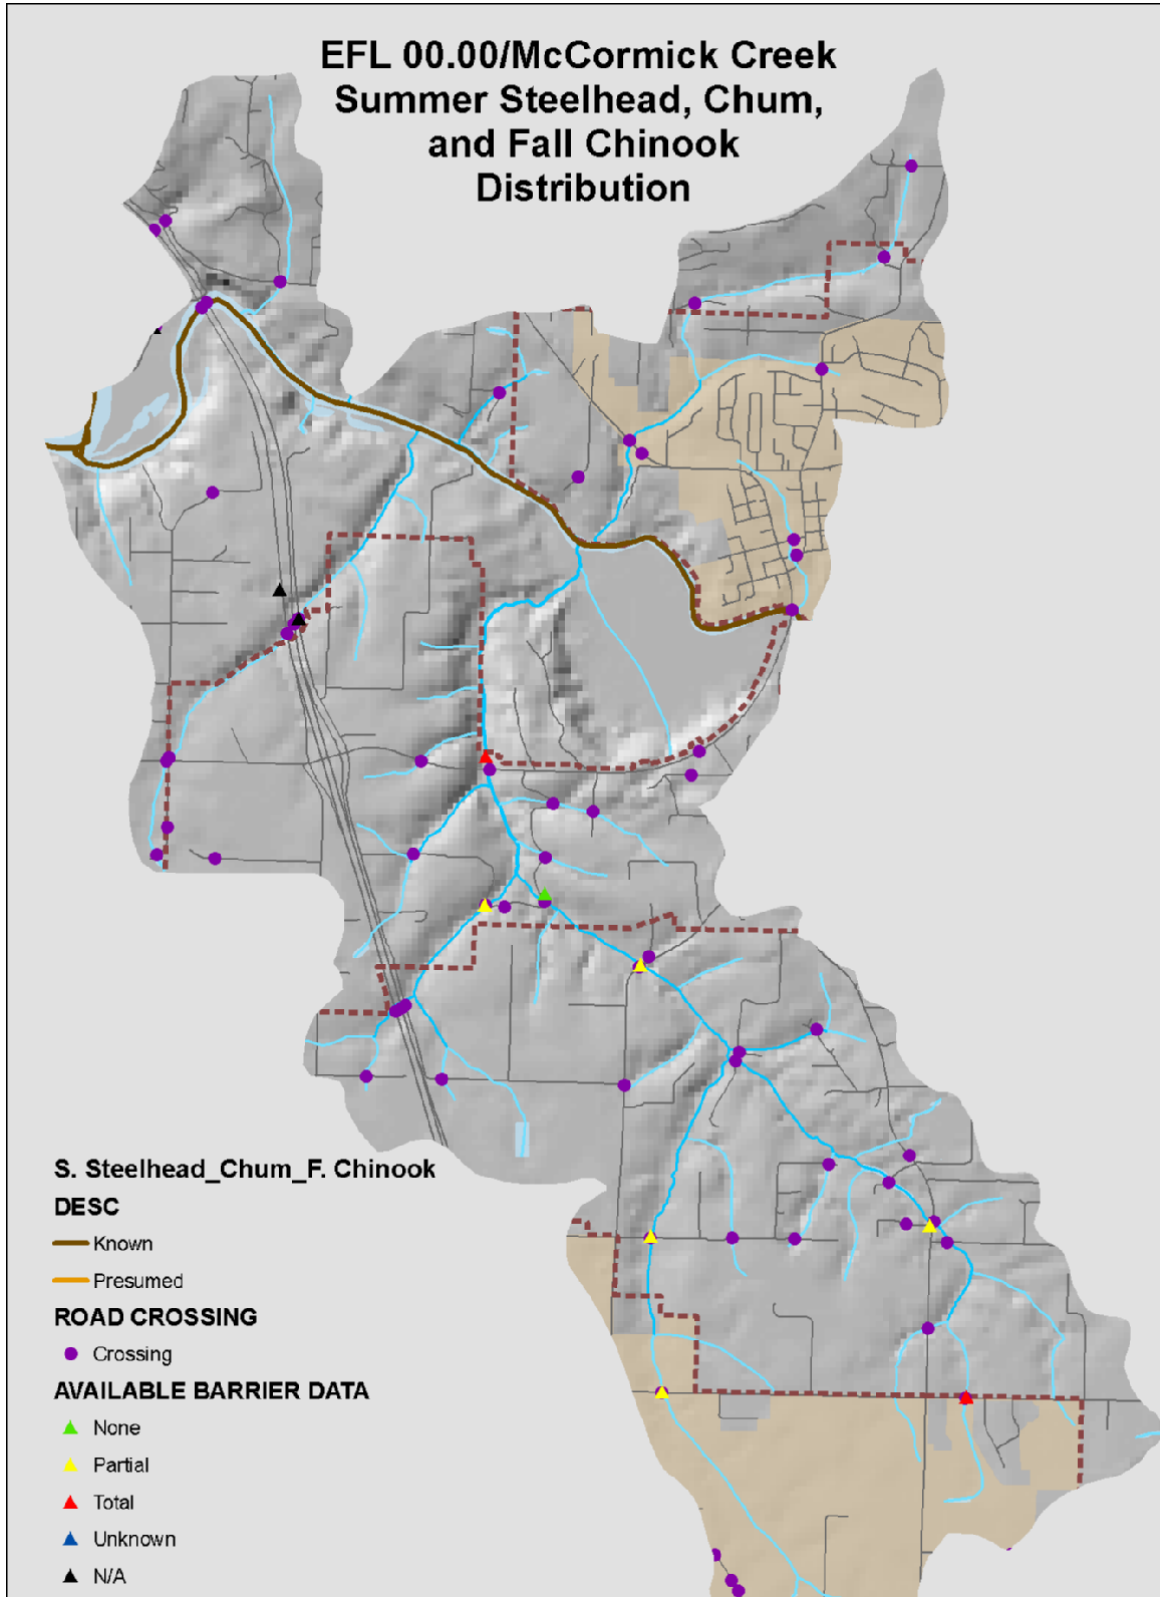 EFL 00.00/McCormick Creek
Summer Steelhead, Chum,
and Fall Chinook
Distribution
S. Steelhead_Chum_F. Chinook
DESC
Known
Presumed
ROAD CROSSING
Crossing
AVAILABLE BARRIER DATA
None
Partial
Total
Unknown
N/A